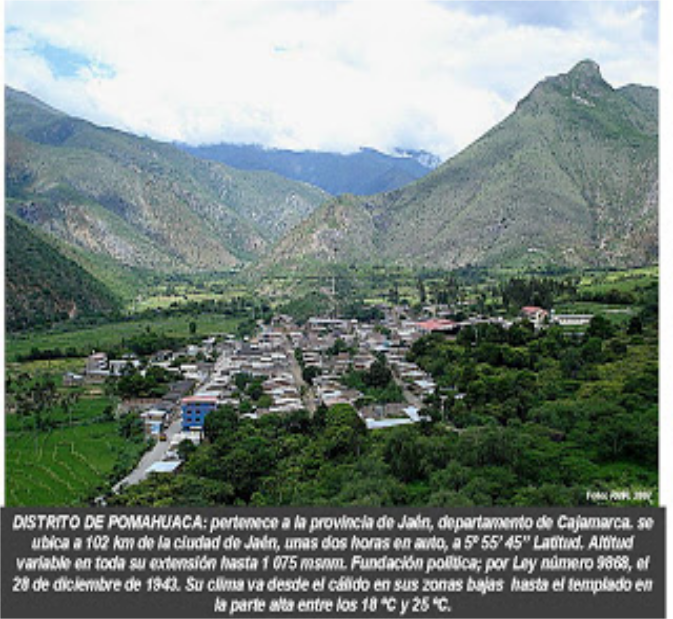 Foto:
DISTRITO DE POMAHUACA: pertenece a la provincia de Jaén, departamento de Cajamarca. se
ubica a 102 km de la ciudad de Jaén, unas dos horas en auto, a 5º 55' 45" Latitud. Altitud
variable en toda su extensión hasta 1 075 msnm. Fundación política; por Ley número 9868, el
28 de diciembre de 1943. Su clima va desde el cálido en sus zonas bajas hasta el templado en
la parte alta entre los 18 ºC y 25 ºC.